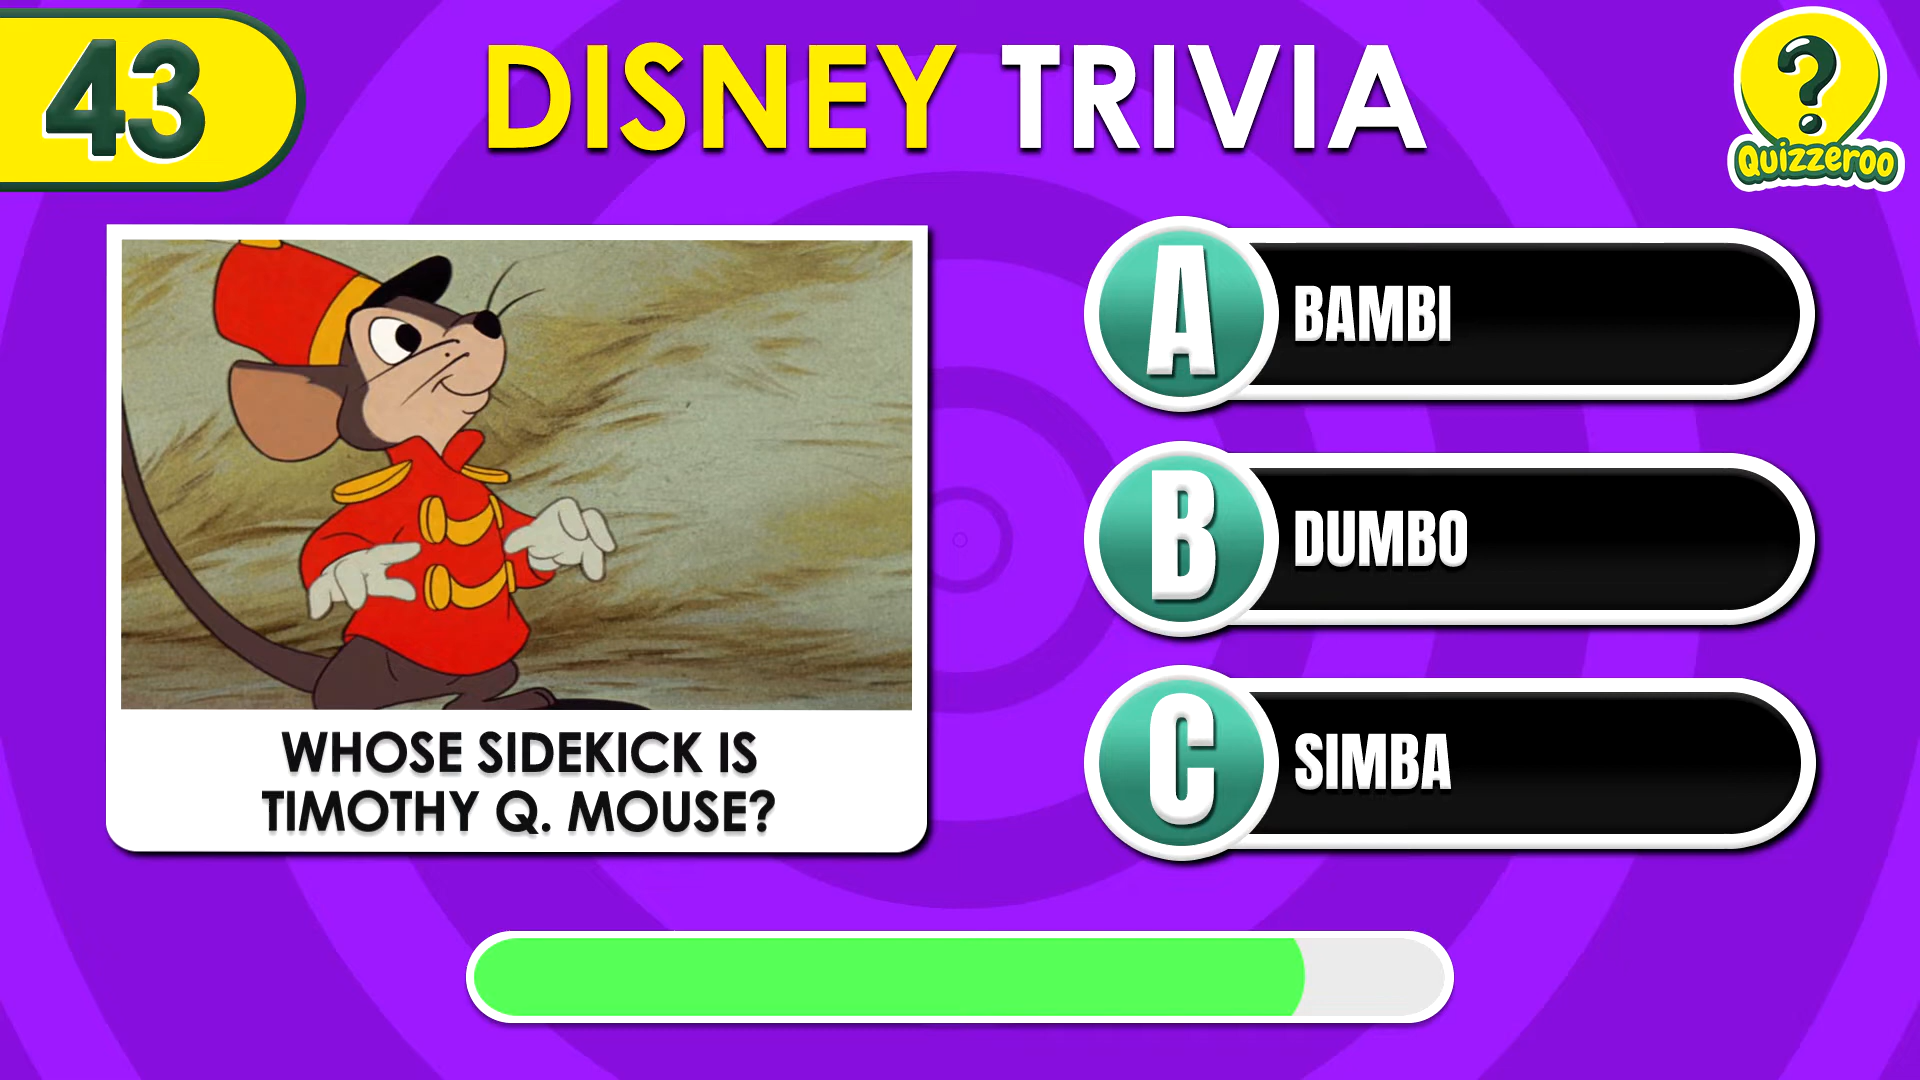 43
DISNEY TRIVIA
?
Quizzeroo
WHOSE SIDEKICK IS
TIMOTHY Q. MOUSE?
A BAMBI
B DUMBO
C SIMBA